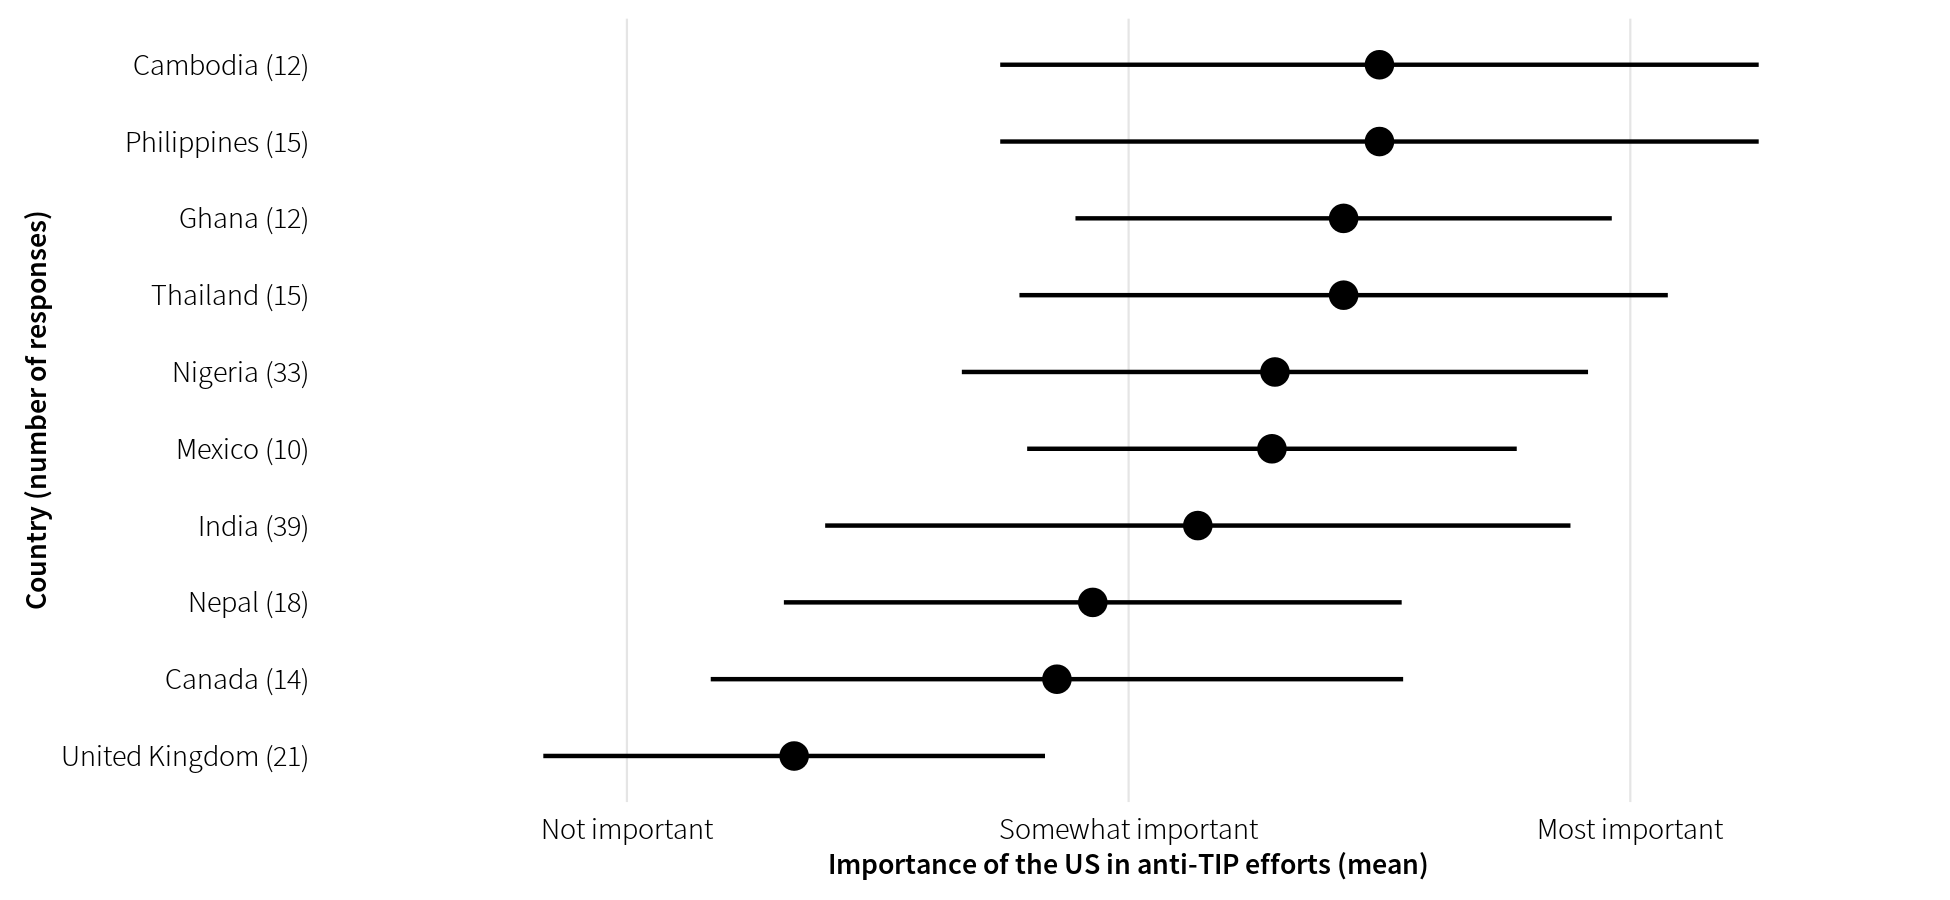 Country (number of responses)
Cambodia (12)
Philippines (15)
Ghana (12)
Thailand (15)
Nigeria (33)
Mexico (10)
India (39)
Nepal (18)
Canada (14)
United Kingdom (21)
Not important
Somewhat important
Most important
Importance of the US in anti-TIP efforts (mean)